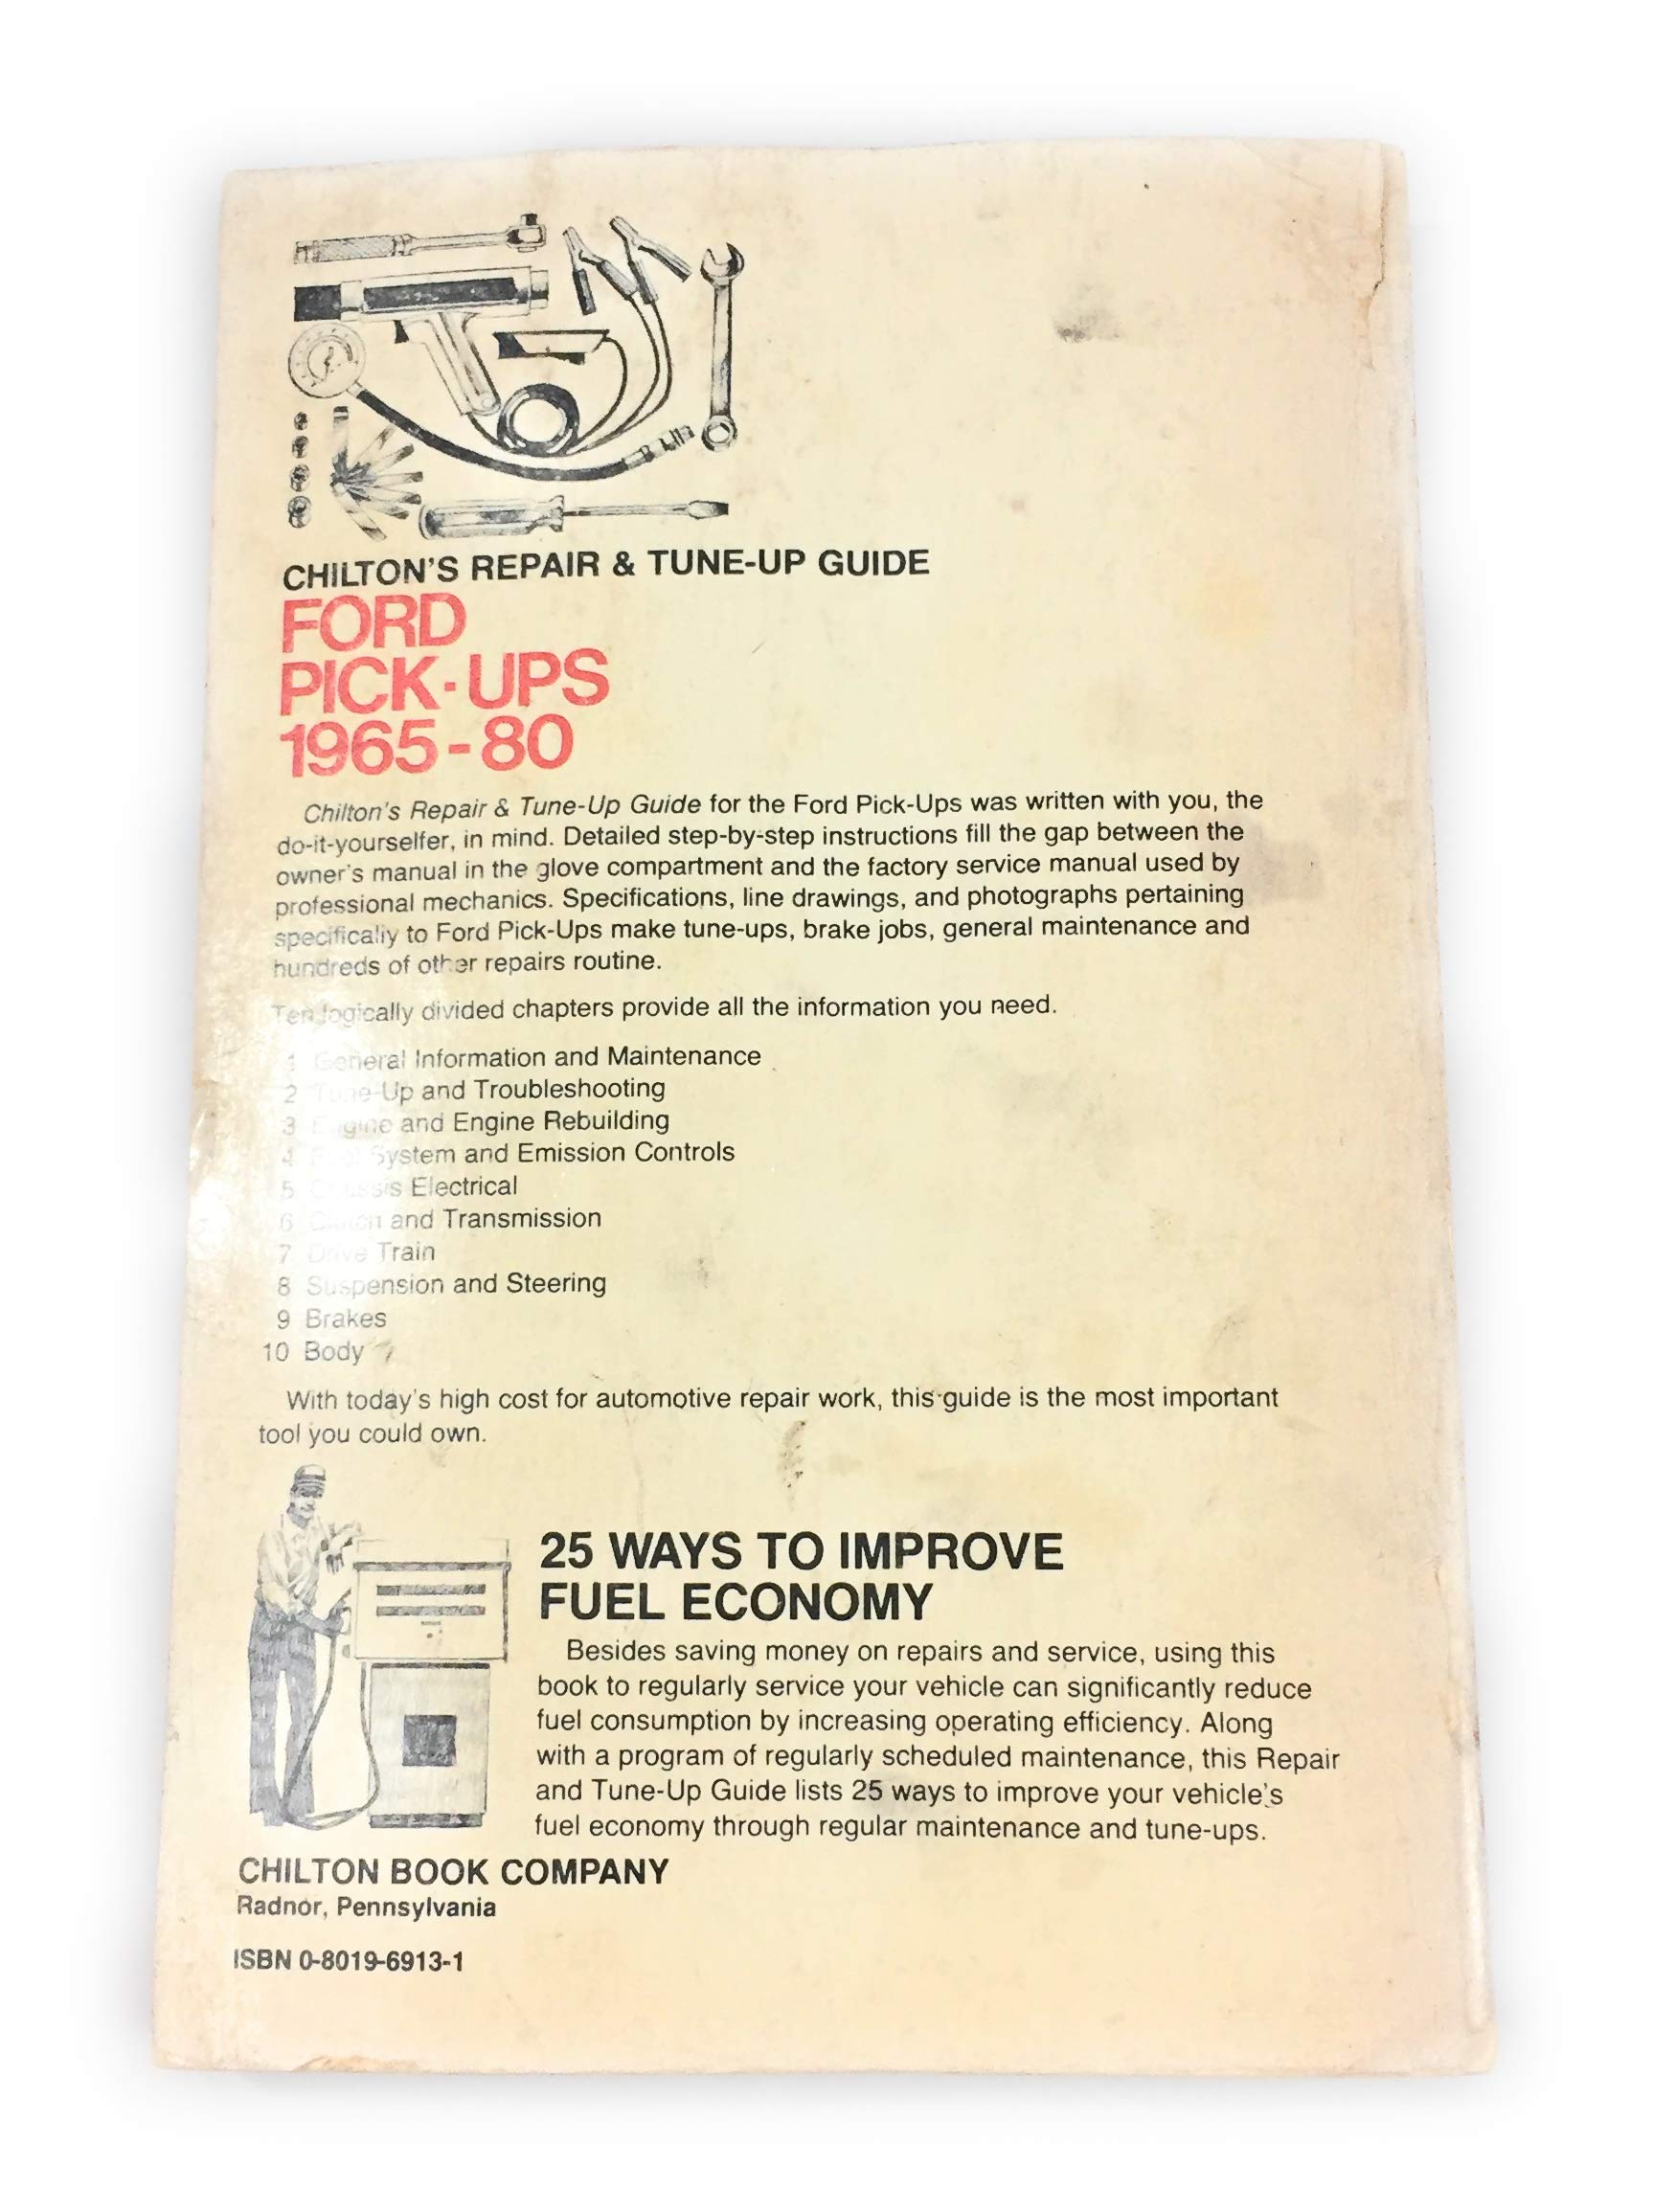 CHILTON'S REPAIR & TUNE-UP GUIDE
FORD
PICK-UPS
1965-80
Chilton's Repair & Tune-Up Guide for the Ford Pick-Ups was written with you, the
do-it-yourselfer, in mind. Detailed step-by-step instructions fill the gap between the
owner's manual in the glove compartment and the factory service manual used by
professional mechanics. Specifications, line drawings, and photographs pertaining
specifically to Ford Pick-Ups make tune-ups, brake jobs, general maintenance and
hundreds of other repairs routine.
Ten logically divided chapters provide all the information you need.
1 General Information and Maintenance
2 Tune-Up and Troubleshooting
3 Engine and Engine Rebuilding
4 Fuel System and Emission Controls
5 Chassis Electrical
6 Clutch and Transmission
7 Drive Train
8 Suspension and Steering
9 Brakes
10 Body
With today's high cost for automotive repair work, this guide is the most important
tool you could own.
25 WAYS TO IMPROVE
FUEL ECONOMY
Besides saving money on repairs and service, using this
book to regularly service your vehicle can significantly reduce
fuel consumption by increasing operating efficiency. Along
with a program of regularly scheduled maintenance, this Repair
and Tune-Up Guide lists 25 ways to improve your vehicle's
fuel economy through regular maintenance and tune-ups.
CHILTON BOOK COMPANY
Radnor, Pennsylvania
ISBN 0-8019-6913-1